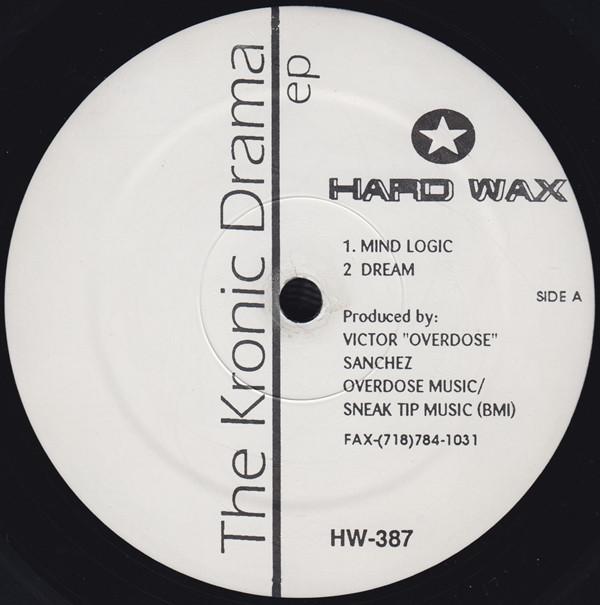 The Kronic Drama
ep
HARD WAX
1. MIND LOGIC
2 DREAM
SIDE A
Produced by:
VICTOR "OVERDOSE"
SANCHEZ
OVERDOSE MUSIC/
SNEAK TIP MUSIC (BMI)
FAX-(718)784-1031
HW-387